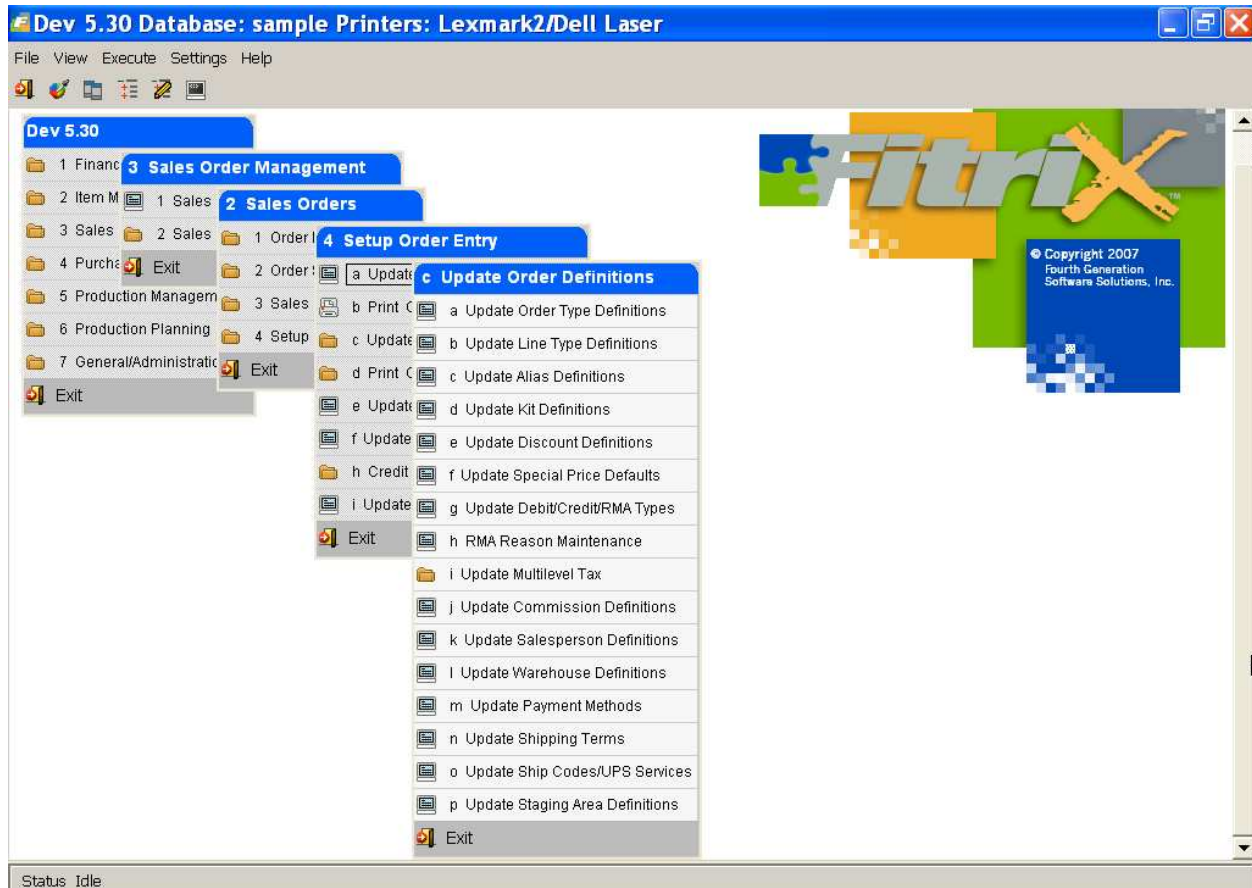 Dev 5.30 Database: sample Printers: Lexmark2/Dell Laser
File View Execute Settings Help
Dev 5.30
1 Financ
2 Item M
3 Sales
4 Purcha
5 Production Managem
6 Production Planning
7 General/Administratio
Exit
3 Sales Order Management
1 Sales
2 Sales
Exit
2 Sales Orders
1 Order
2 Order
3 Sales
4 Setup
Exit
4 Setup Order Entry
a Update
b Print
c Update
d Print
e Update
f Update
h Credit
i Update
Exit
c Update Order Definitions
a Update Order Type Definitions
b Update Line Type Definitions
c Update Alias Definitions
d Update Kit Definitions
e Update Discount Definitions
f Update Special Price Defaults
g Update Debit/Credit/RMA Types
h RMA Reason Maintenance
i Update Multilevel Tax
j Update Commission Definitions
k Update Salesperson Definitions
l Update Warehouse Definitions
m Update Payment Methods
n Update Shipping Terms
o Update Ship Codes/UPS Services
p Update Staging Area Definitions
Exit
FitriX
TM
© Copyright 2007
Fourth Generation
Software Solutions, Inc.
Status Idle